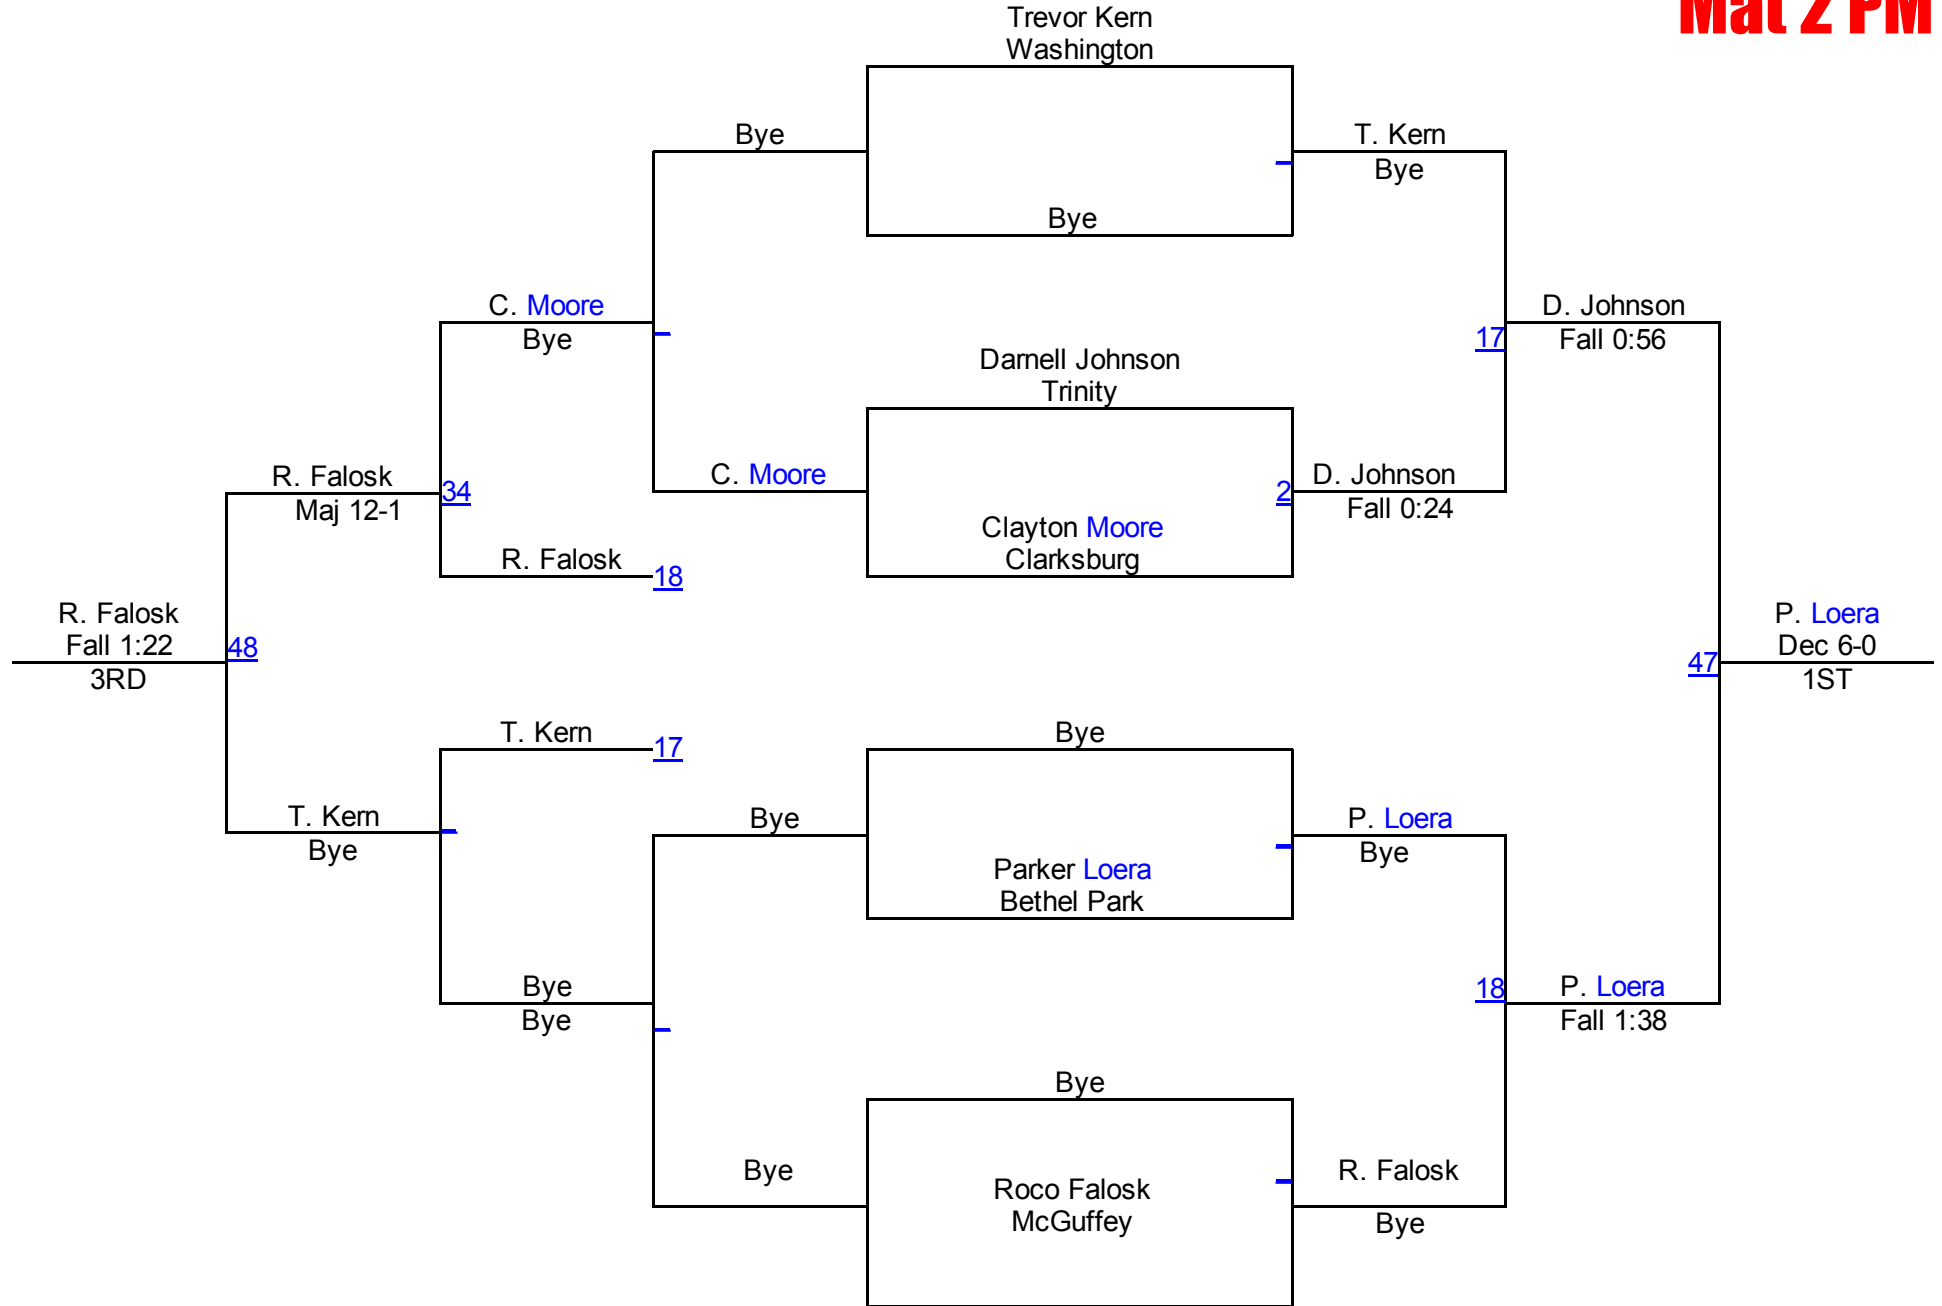 Mat 2 PM
Trevor Kern
Washington
Bye
T. Kern
Bye
Bye
C. Moore
Bye
D. Johnson
17
Fall 0:56
Darnell Johnson
Trinity
R. Falosk
Maj 12-1
34
C. Moore
2
D. Johnson
Fall 0:24
Clayton Moore
Clarksburg
R. Falosk
18
R. Falosk
Fall 1:22
48
3RD
P. Loera
Dec 6-0
47
1ST
T. Kern
17
Bye
T. Kern
Bye
Bye
P. Loera
Bye
Parker Loera
Bethel Park
Bye
Bye
18
P. Loera
Fall 1:38
Bye
Bye
R. Falosk
Roco Falosk
McGuffey
Bye